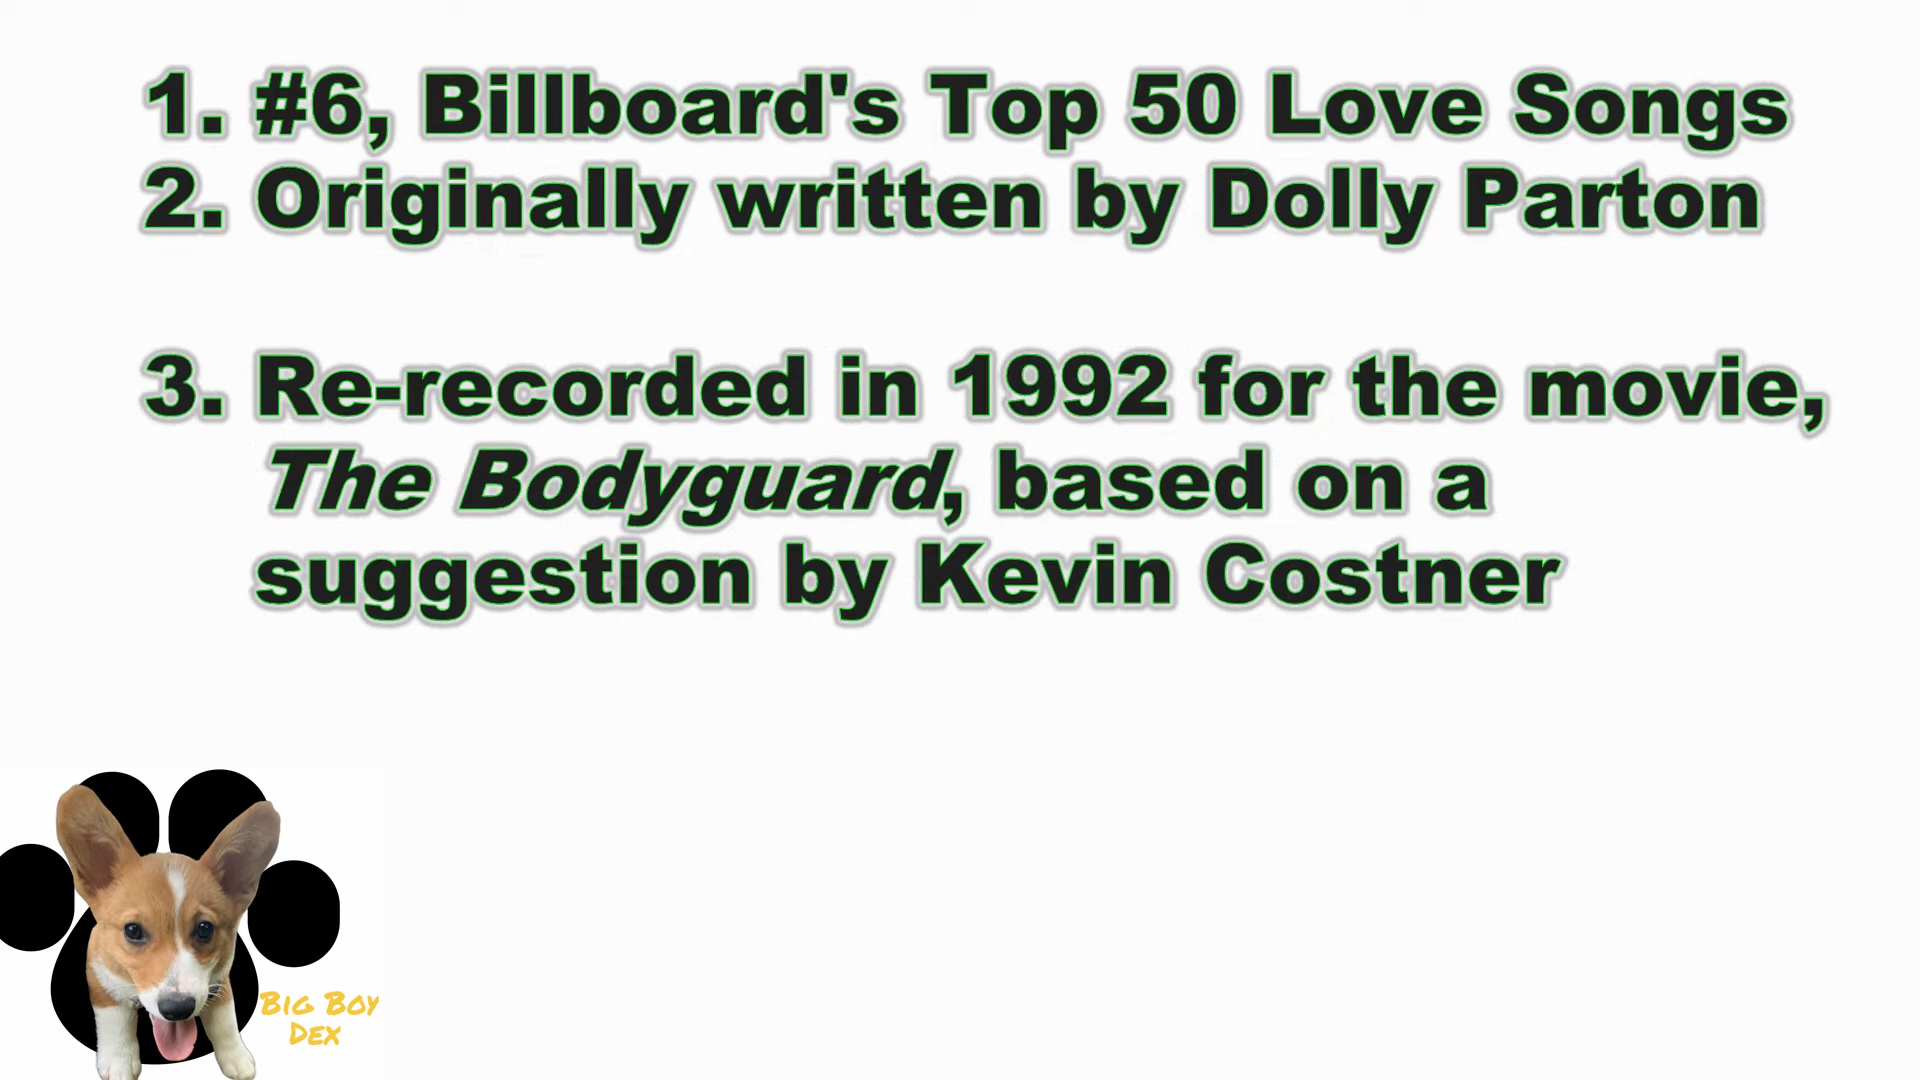 1. #6, Billboard's Top 50 Love Songs
2. Originally written by Dolly Parton
3. Re-recorded in 1992 for the movie,
The Bodyguard, based on a
suggestion by Kevin Costner
Big Boy
Dex